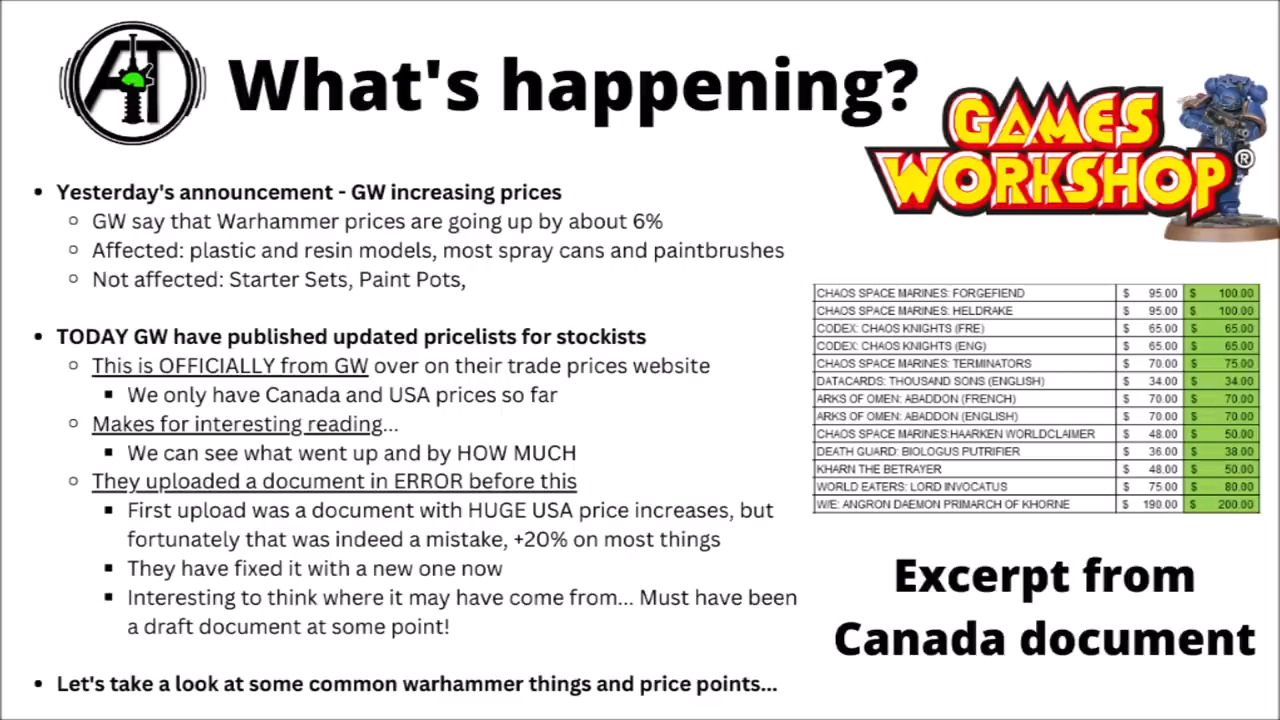 AT
What's happening?
GAMES
WORKSHOP®
Yesterday's announcement - GW increasing prices
GW say that Warhammer prices are going up by about 6%
Affected: plastic and resin models, most spray cans and paintbrushes
Not affected: Starter Sets, Paint Pots,
TODAY GW have published updated pricelists for stockists
This is OFFICIALLY from GW over on their trade prices website
We only have Canada and USA prices so far
Makes for interesting reading...
We can see what went up and by HOW MUCH
They uploaded a document in ERROR before this
First upload was a document with HUGE USA price increases, but
fortunately that was indeed a mistake, +20% on most things
They have fixed it with a new one now
Interesting to think where it may have come from... Must have been
a draft document at some point!
Let's take a look at some common warhammer things and price points...
CHAOS SPACE MARINES: FORGEFIEND $ 95.00 $ 100.00
CHAOS SPACE MARINES: HELDRAKE $ 95.00 $ 100.00
CODEX: CHAOS KNIGHTS (FRE) $ 65.00 $ 65.00
CODEX: CHAOS KNIGHTS (ENG) $ 65.00 $ 65.00
CHAOS SPACE MARINES: TERMINATORS $ 70.00 $ 75.00
DATACARDS: THOUSAND SONS (ENGLISH) $ 34.00 $ 34.00
ARKS OF OMEN: ABADDON (FRENCH) $ 70.00 $ 70.00
ARKS OF OMEN: ABADDON (ENGLISH) $ 70.00 $ 70.00
CHAOS SPACE MARINES:HAARKEN WORLDCLAIMER $ 48.00 $ 50.00
DEATH GUARD: BIOLOGUS PUTRIFIER $ 36.00 $ 38.00
KHARN THE BETRAYER $ 48.00 $ 50.00
WORLD EATERS: LORD INVOCATUS $ 75.00 $ 80.00
W/E: ANGRON DAEMON PRIMARCH OF KHORNE $ 190.00 $ 200.00
Excerpt from
Canada document